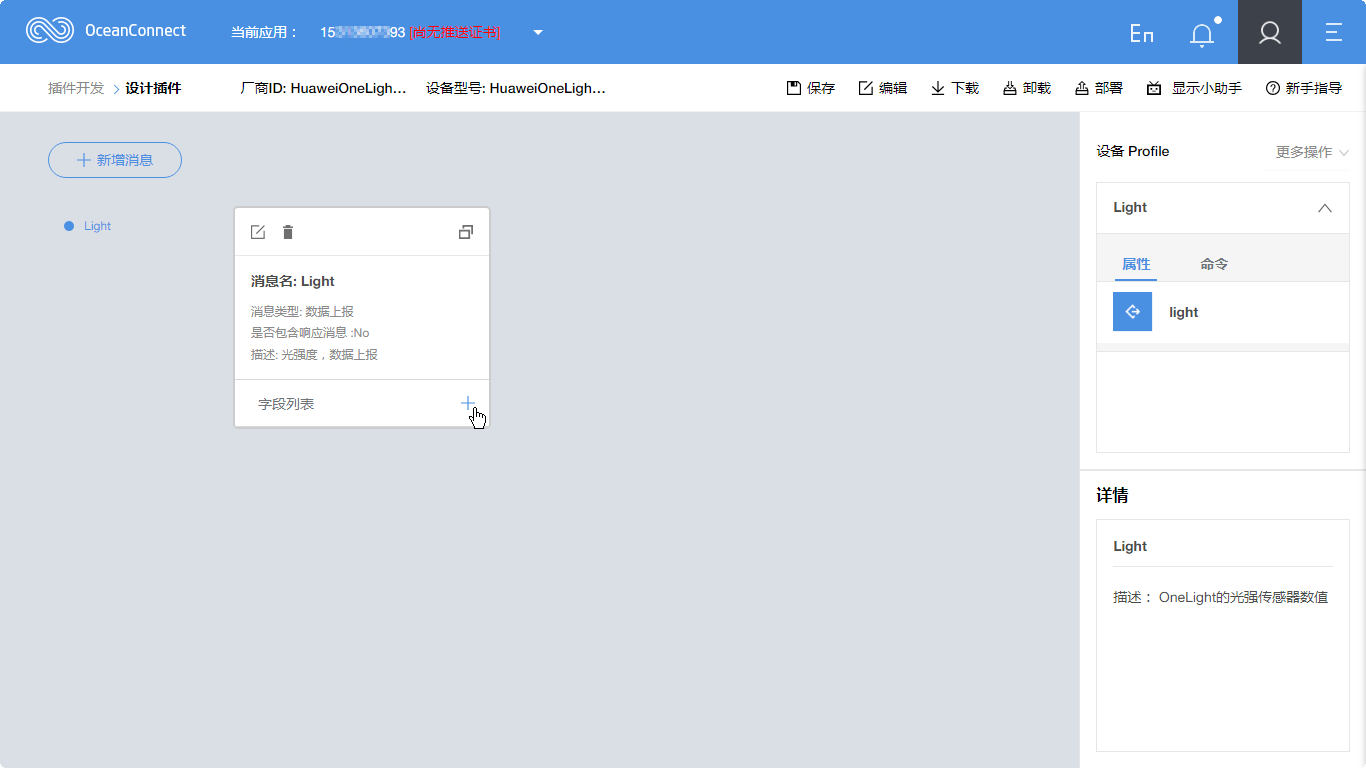 OceanConnect 当前应用： 15 93 [尚无推送证书] En
插件开发 设计插件 厂商ID: HuaweiOneLigh... 设备型号: HuaweiOneLigh... 保存 编辑 下载 卸载 部署 显示小助手 新手指导
新增消息
Light
消息名: Light
消息类型: 数据上报
是否包含响应消息 :No
描述: 光强度，数据上报
字段列表
设备 Profile 更多操作
Light
属性 命令
light
详情
Light
描述： OneLight的光强传感器数值